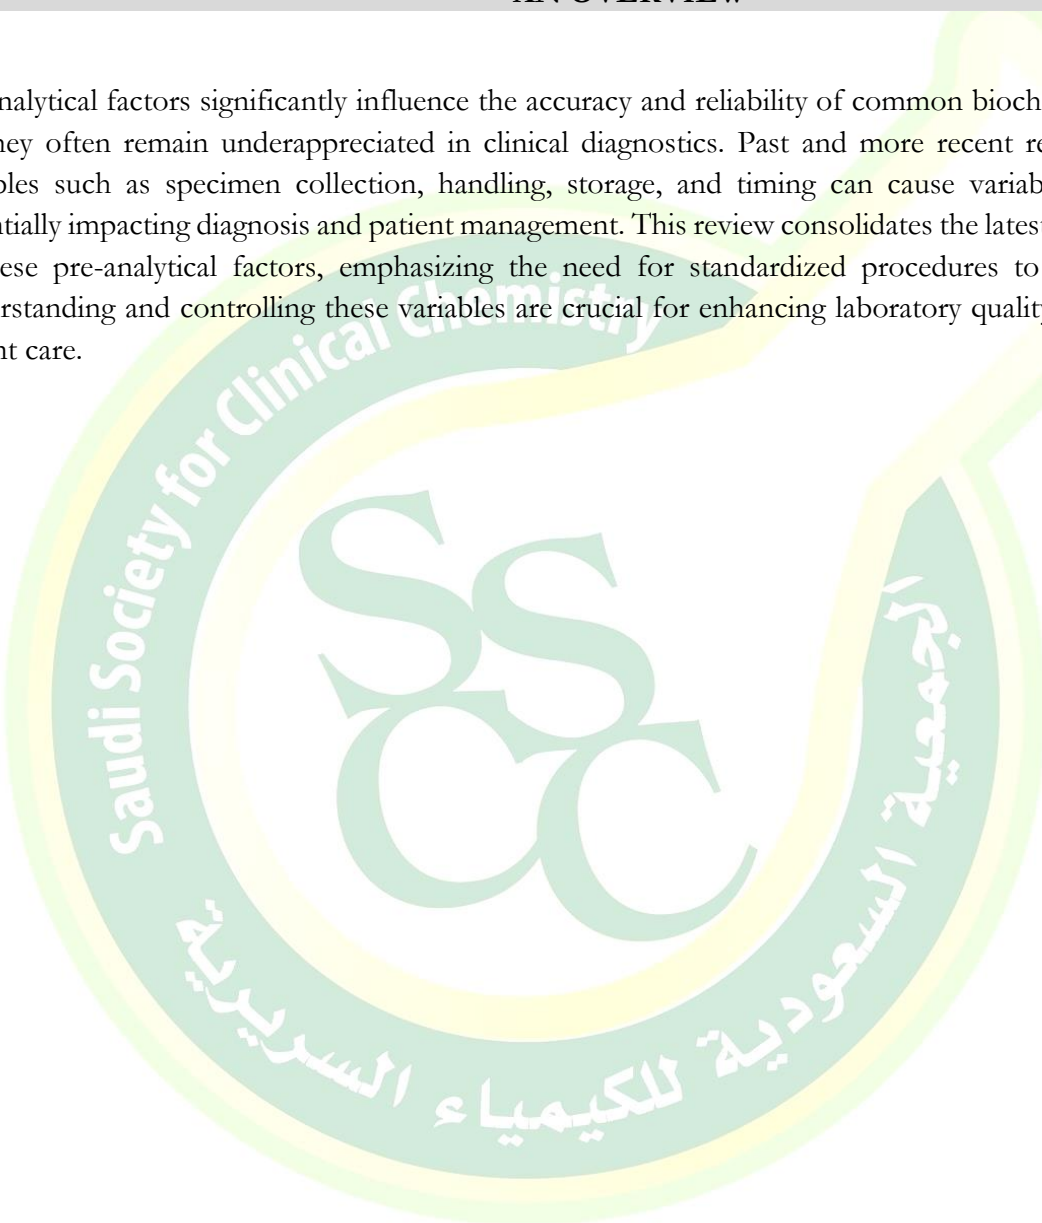 AN OVERVIEW
nalytical factors significantly influence the accuracy and reliability of common bioch
hey often remain underappreciated in clinical diagnostics. Past and more recent re
bles such as specimen collection, handling, storage, and timing can cause variab
ntially impacting diagnosis and patient management. This review consolidates the latest
ese pre-analytical factors, emphasizing the need for standardized procedures to
rstanding and controlling these variables are crucial for enhancing laboratory quality
nt care.
Saudi Society for Clinical Chemistry
SSCC
الجمعية السعودية للكيمياء السريرية